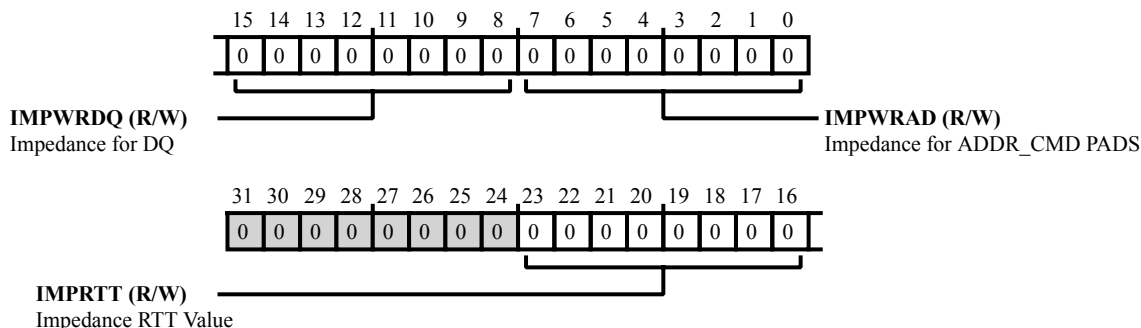 15 14 13 12 11 10 9 8 7 6 5 4 3 2 1 0
0 0 0 0 0 0 0 0 0 0 0 0 0 0 0 0
IMPWRDQ (R/W)
Impedance for DQ
IMPWRAD (R/W)
Impedance for ADDR_CMD PADS
31 30 29 28 27 26 25 24 23 22 21 20 19 18 17 16
0 0 0 0 0 0 0 0 0 0 0 0 0 0 0 0
IMPRTT (R/W)
Impedance RTT Value